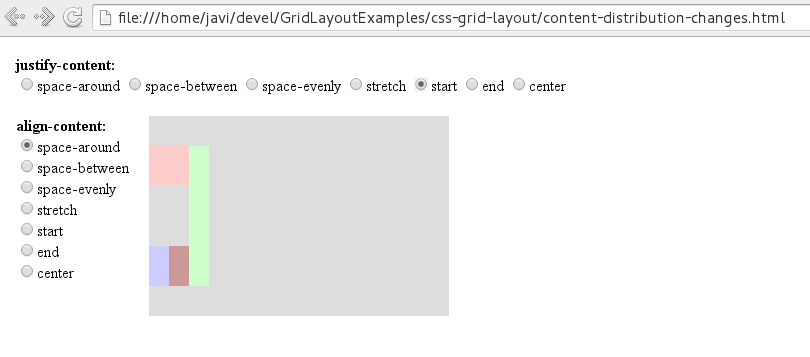 file:///home/javi/devel/GridLayoutExamples/css-grid-layout/content-distribution-changes.html
justify-content:
space-around space-between space-evenly stretch start end center
align-content:
space-around
space-between
space-evenly
stretch
start
end
center